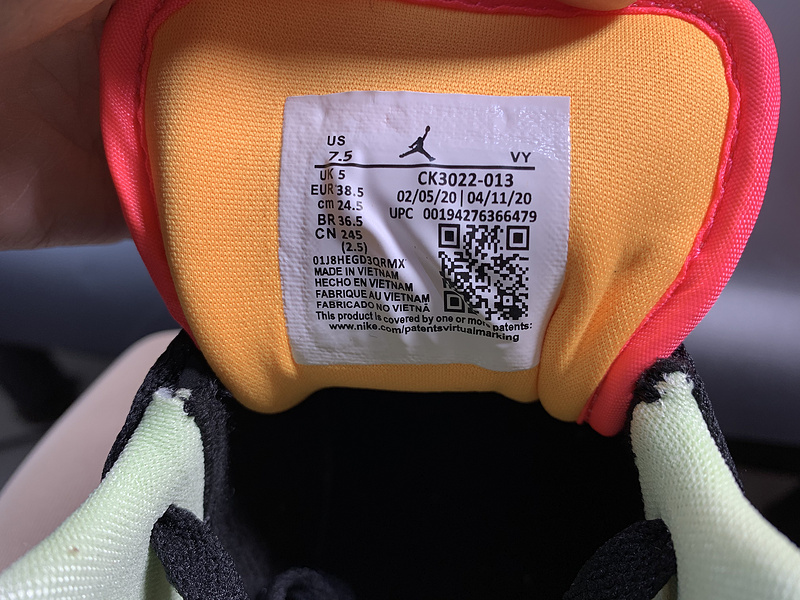 US
7.5 VY
UK 5 CK3022-013
EUR 38.5 02/05/20 | 04/11/20
cm 24.5 UPC 00194276366479
BR 36.5
CN 245
(2.5)
01J8HEGD3QRMX
MADE IN VIETNAM
HECHO EN VIETNAM
FABRIQUE AU VIETNAM
FABRICADO NO VIETNÃ
This product is covered by one or more patents:
www.nike.com/patentsvirtualmarking